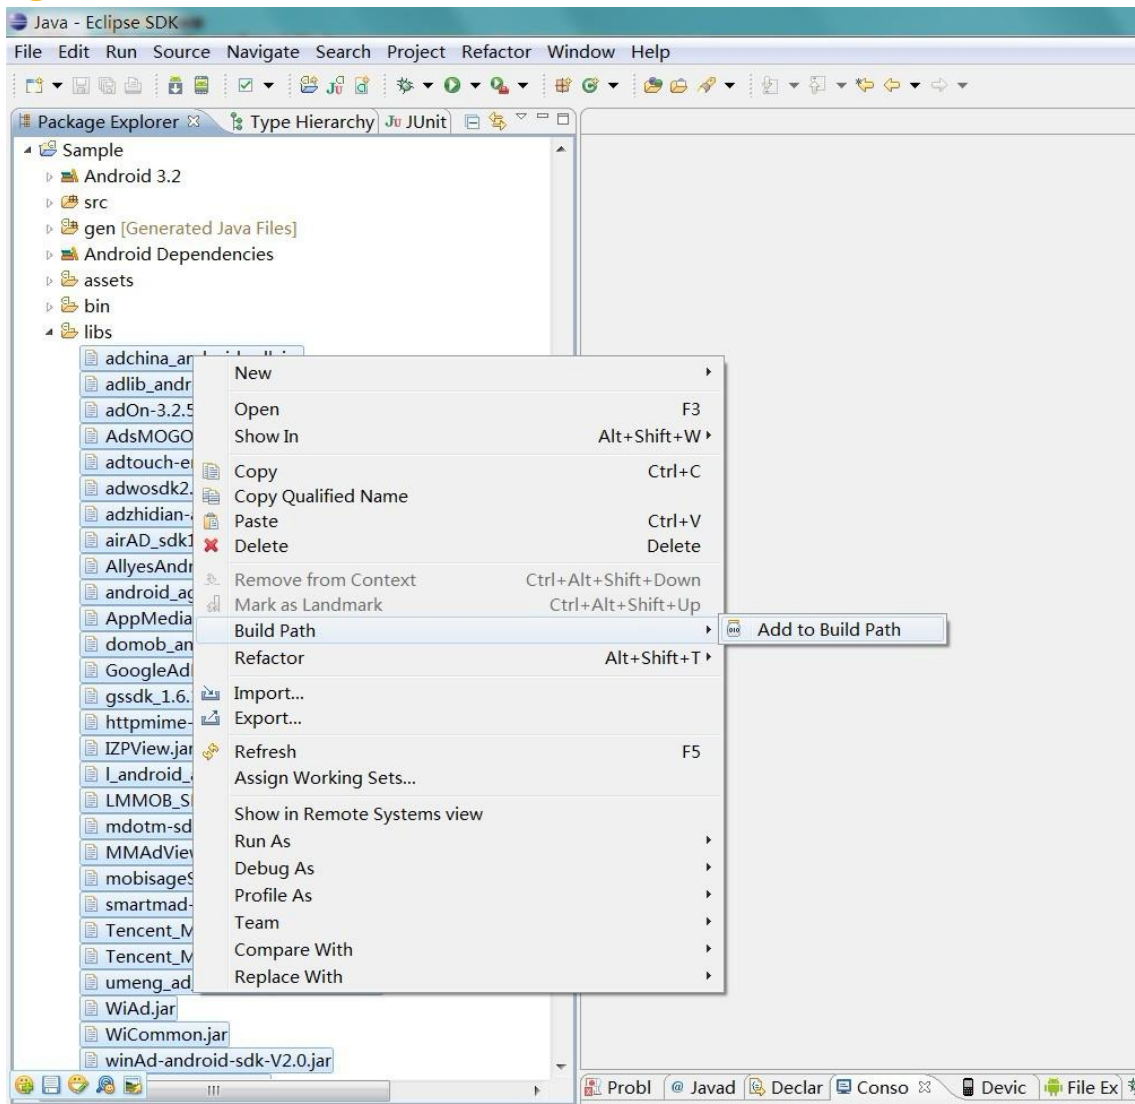 Java - Eclipse SDK
File Edit Run Source Navigate Search Project Refactor Window Help
Package Explorer Type Hierarchy Ju JUnit
Sample
Android 3.2
src
gen [Generated Java Files]
Android Dependencies
assets
bin
libs
adchina_an
adlib_andr
adOn-3.2.5
AdsMOGO
adtouch-e
adwosdk2.
adzhidian-
airAD_sdk1
AllyesAndr
android_ag
AppMedia
domob_an
GoogleAd
gssdk_1.6.
httpmime-
IZPView.jar
l_android_
LMMOB_S
mdotm-sd
MMAdView
mobisageS
smartmad-
Tencent_M
Tencent_M
umeng_ad
WiAd.jar
WiCommon.jar
winAd-android-sdk-V2.0.jar
New
Open F3
Show In Alt+Shift+W
Copy Ctrl+C
Copy Qualified Name
Paste Ctrl+V
Delete Delete
Remove from Context Ctrl+Alt+Shift+Down
Mark as Landmark Ctrl+Alt+Shift+Up
Build Path
Add to Build Path
Refactor Alt+Shift+T
Import...
Export...
Refresh F5
Assign Working Sets...
Show in Remote Systems view
Run As
Debug As
Profile As
Team
Compare With
Replace With
Probl @ Javad Declar Conso Devic File Ex